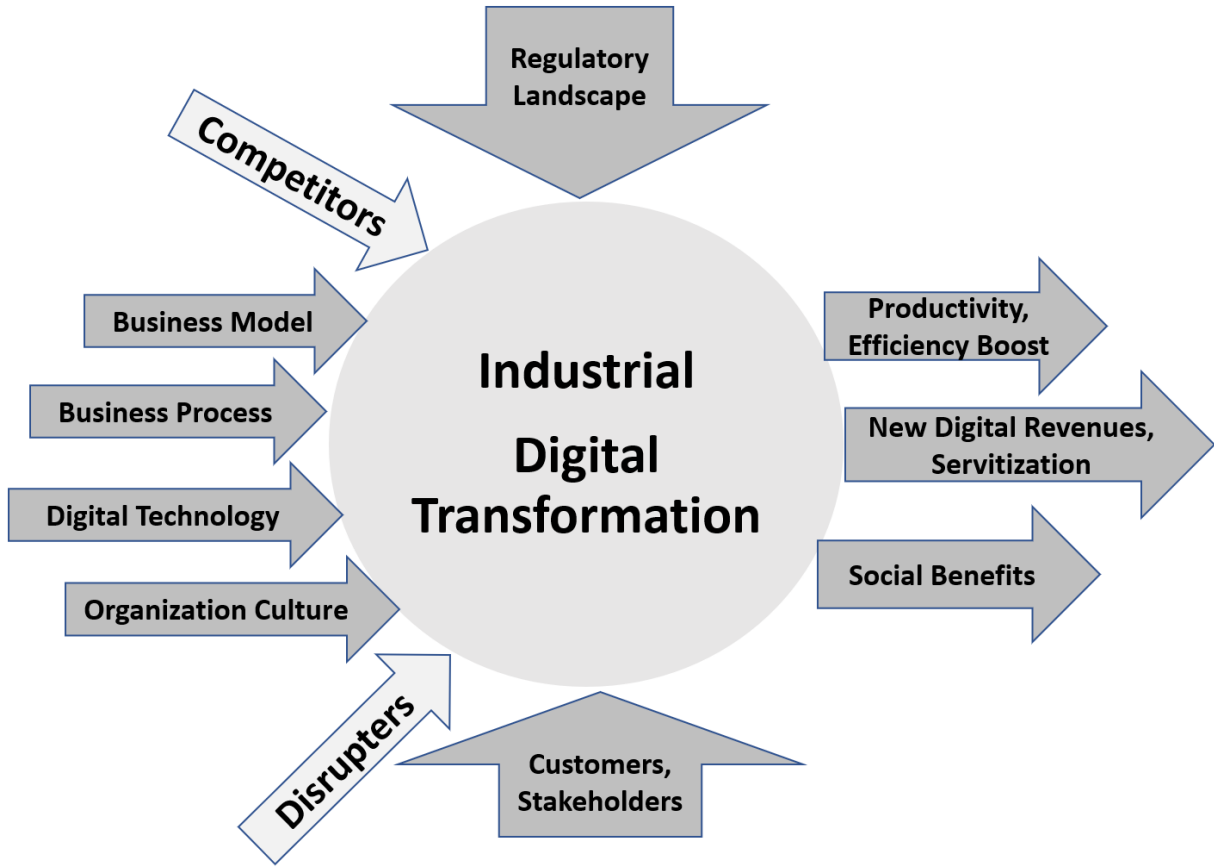 Regulatory
Landscape
Competitors
Business Model
Business Process
Digital Technology
Organization Culture
Disrupters
Industrial
Digital
Transformation
Productivity,
Efficiency Boost
New Digital Revenues,
Servitization
Social Benefits
Customers,
Stakeholders